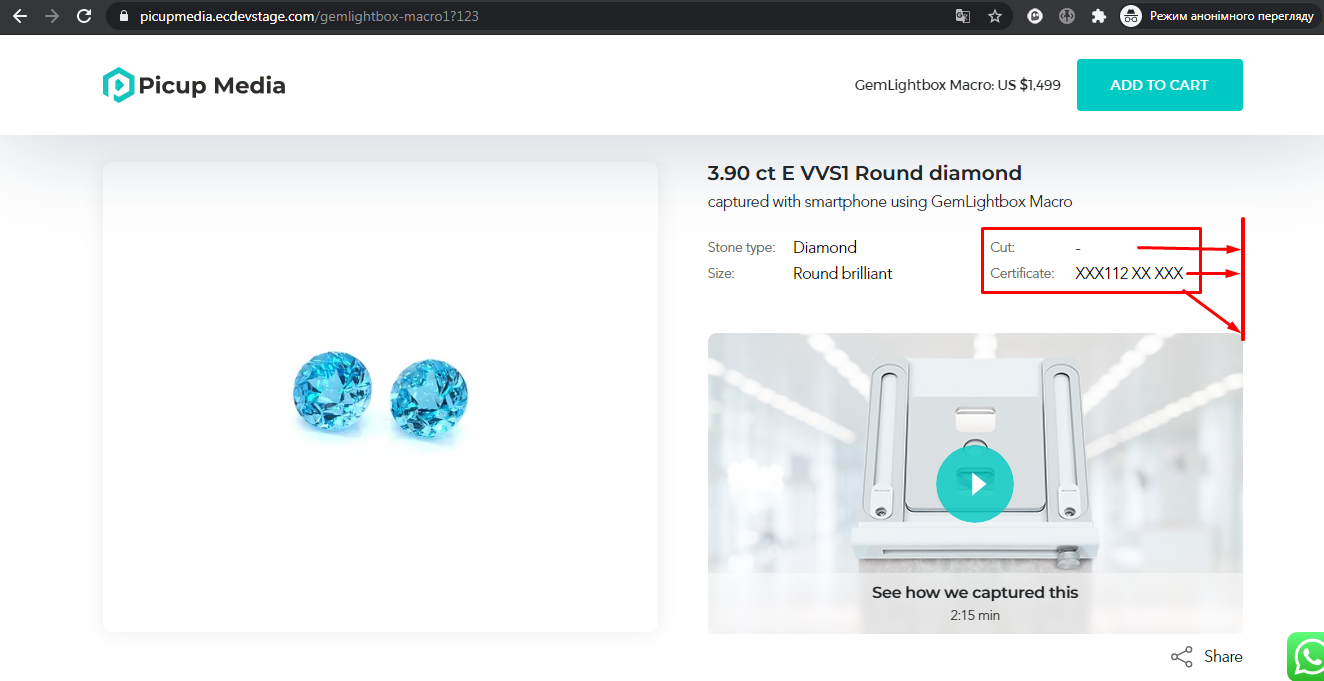 picupmedia.ecdevstage.com/gemlightbox-macro1?123
Режим анонімного перегляду
Picup Media
GemLightbox Macro: US $1,499
ADD TO CART
3.90 ct E VVS1 Round diamond
captured with smartphone using GemLightbox Macro
Stone type: Diamond
Cut: -
Size: Round brilliant
Certificate: XXX112 XX XXX
See how we captured this
2:15 min
Share